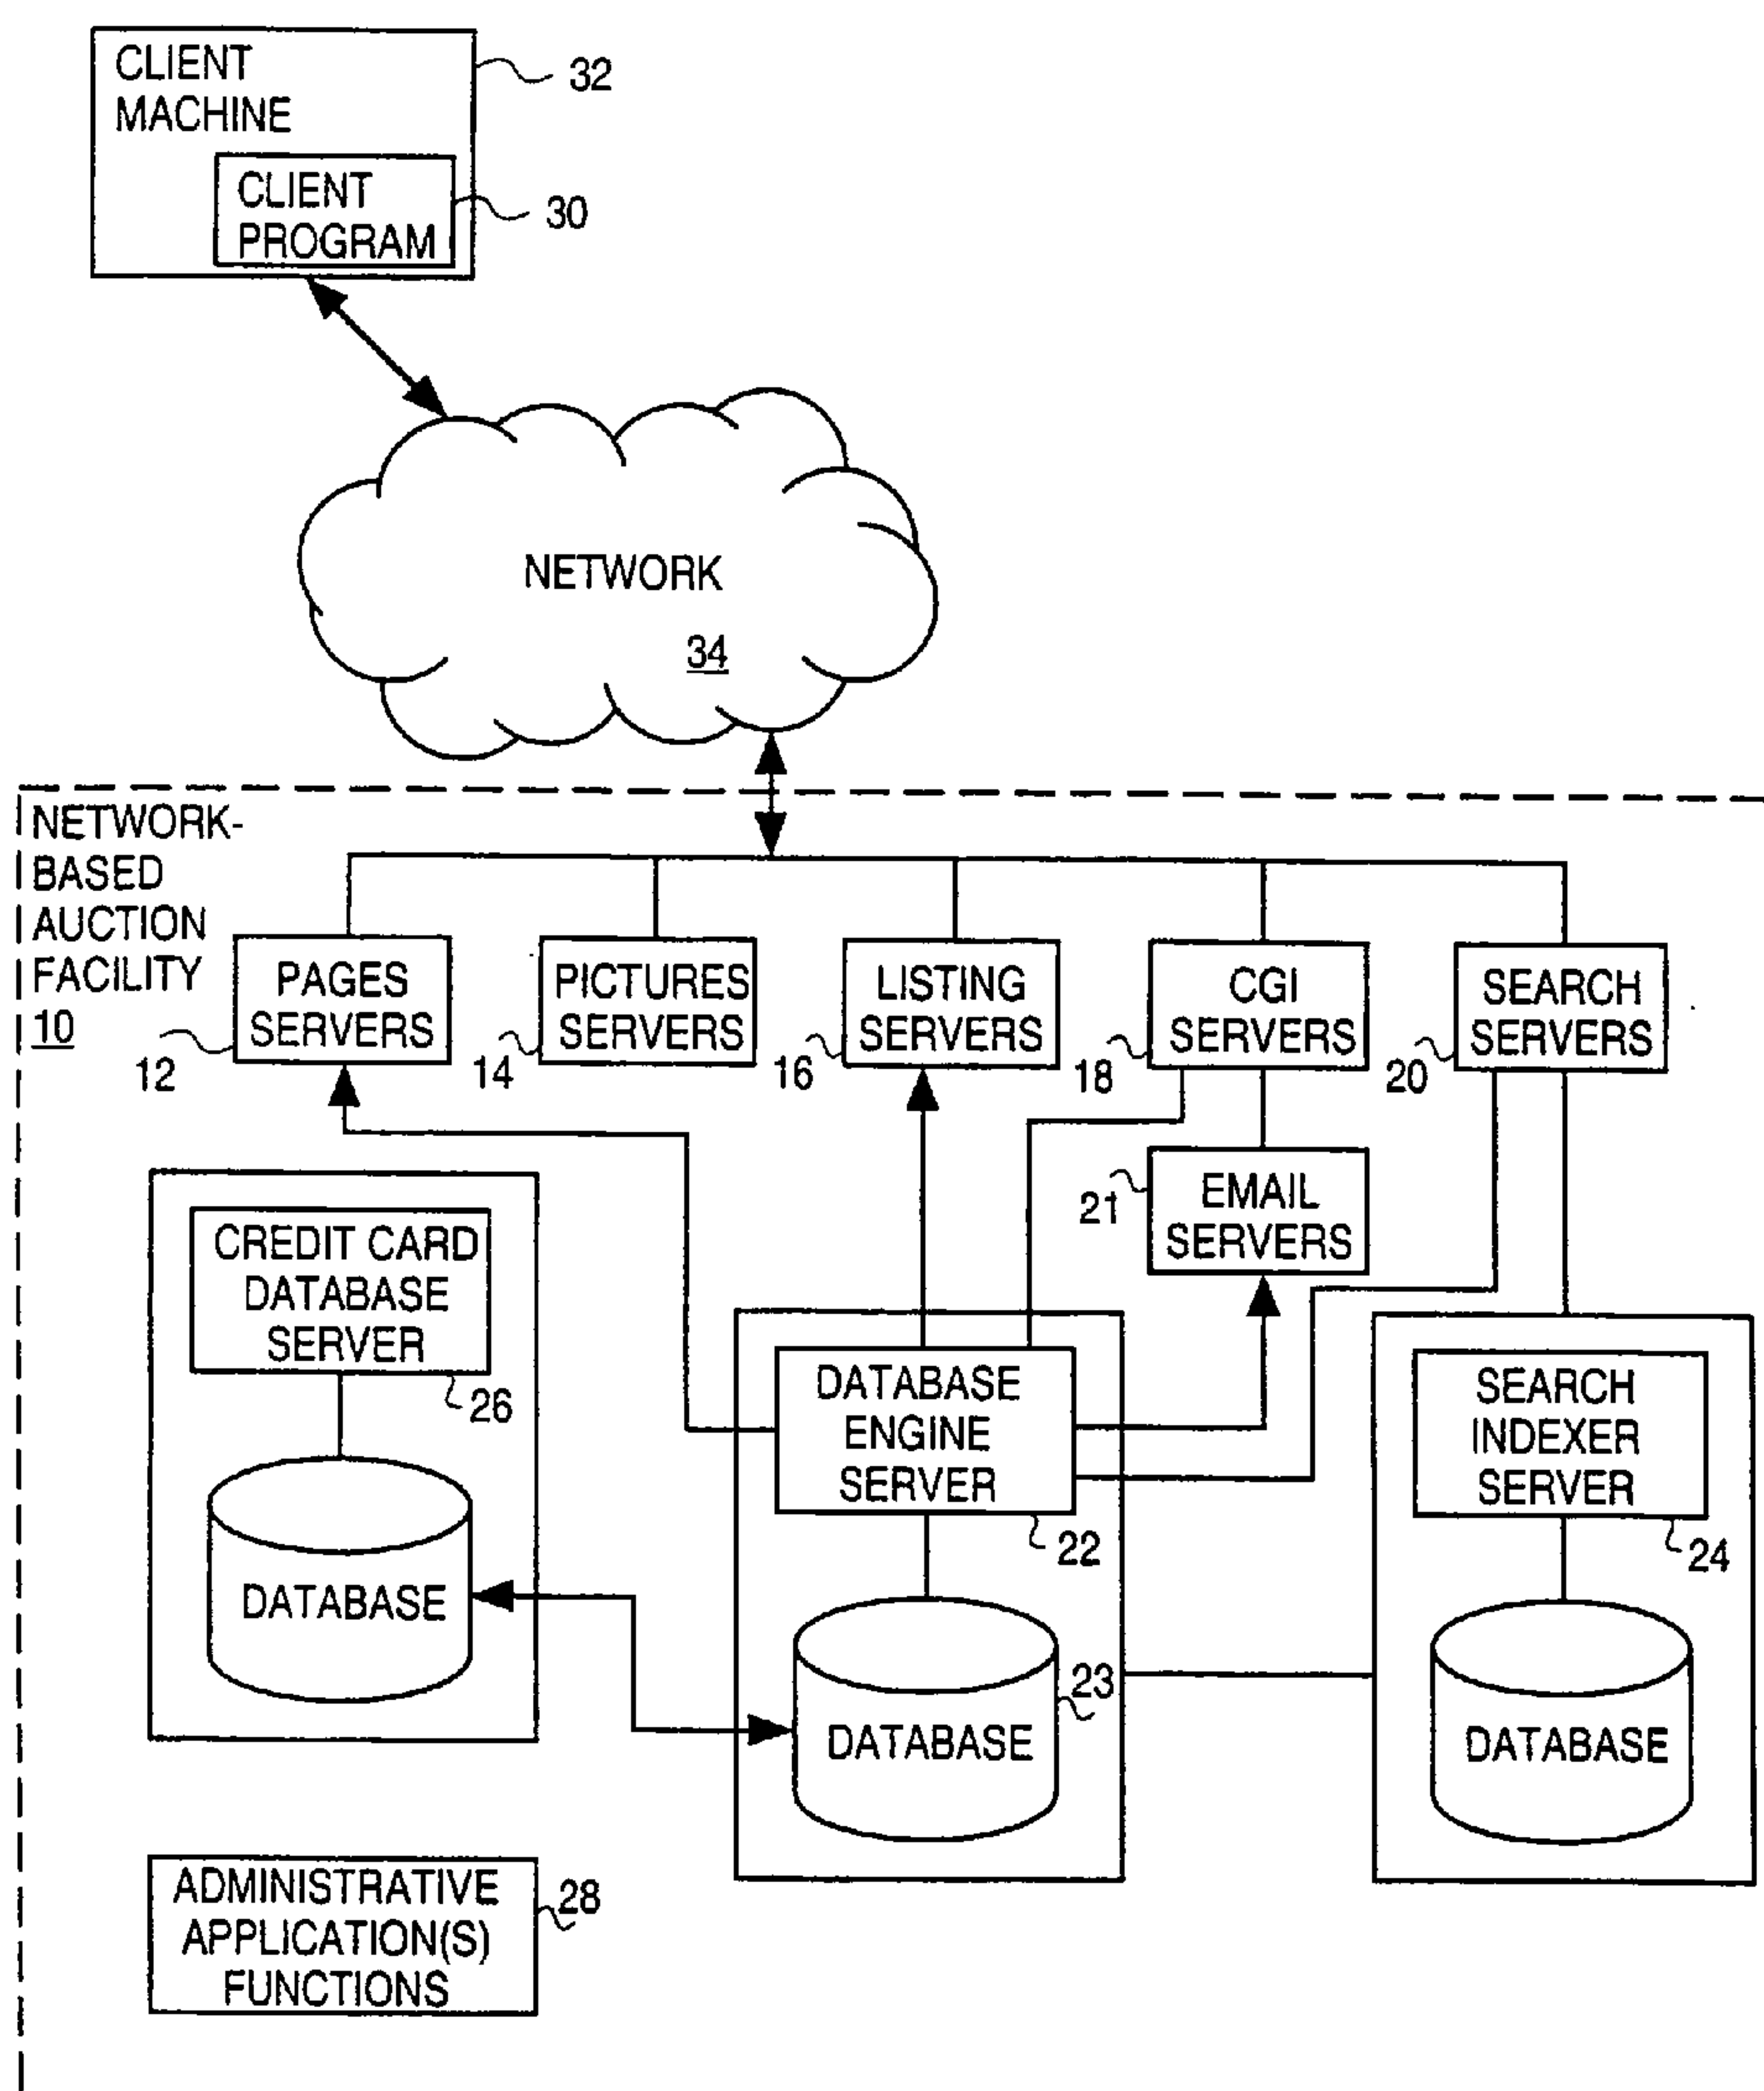 CLIENT
MACHINE
32
CLIENT
PROGRAM
30
NETWORK
34
NETWORK-
BASED
AUCTION
FACILITY
10
PAGES
SERVERS
12
PICTURES
SERVERS
14
LISTING
SERVERS
16
CGI
SERVERS
18
SEARCH
SERVERS
20
EMAIL
SERVERS
21
CREDIT CARD
DATABASE
SERVER
26
DATABASE
DATABASE
ENGINE
SERVER
22
DATABASE
23
SEARCH
INDEXER
SERVER
24
DATABASE
ADMINISTRATIVE
APPLICATION(S)
FUNCTIONS
28